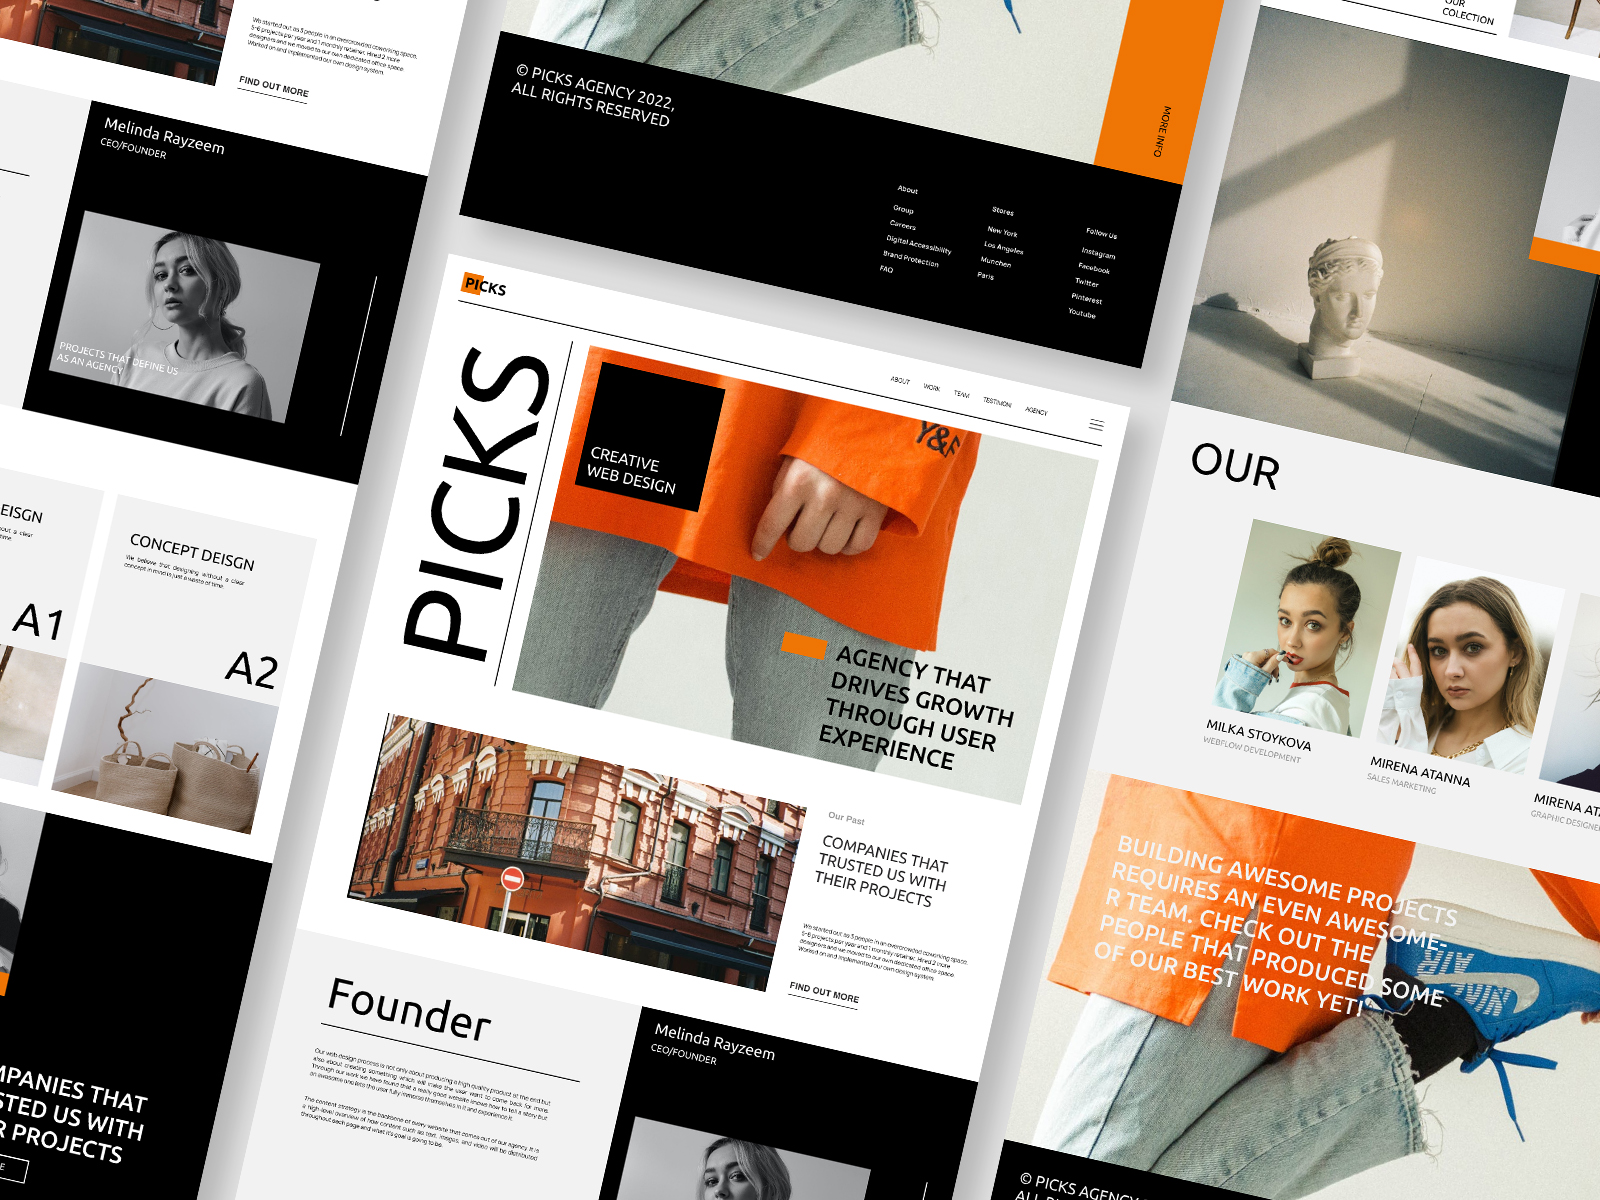 We started out as 3 people in an overcrowded coworking space.
5-6 projects per year and 1 monthly retainer. Hired 2 more
designers and we moved to our own dedicated office space
Worked on and implemented our own design system.
FIND OUT MORE
Melinda Rayzeem
CEO/FOUNDER
PROJECTS THAT DEFINE US
AS AN AGENCY
EISGN
out a clear
time.
A1
CONCEPT DEISGN
We believe that designing without a clear
concept in mind is just a waste of time.
A2
MPANIES THAT
STED US WITH
R PROJECTS
E
© PICKS AGENCY 2022,
ALL RIGHTS RESERVED
MORE INFO
About
Group
Careers
Digital Accessibility
Brand Protection
FAQ
Stores
New York
Los Angeles
Munchen
Paris
Follow Us
Instagram
Facebook
Twitter
Pinterest
Youtube
PICKS
ABOUT
WORK
TEAM
TESTIMONI
AGENCY
PICKS
CREATIVE
WEB DESIGN
Y&F
AGENCY THAT
DRIVES GROWTH
THROUGH USER
EXPERIENCE
Our Past
COMPANIES THAT
TRUSTED US WITH
THEIR PROJECTS
We started out as 3 people in an overcrowded coworking space.
5-6 projects per year and 1 monthly retainer. Hired 2 more
designers and we moved to our own dedicated office space
Worked on and implemented our own design system.
FIND OUT MORE
Founder
Our web design process is not only about producing a high quality product at the end but
also about creating something which will make the user want to come back for more.
Through our work we have found that a really good website knows how to tell a story but
an awesome one lets the user fully immerse themselves in it and experience it.
The content strategy is the backbone of every website that comes out of our agency. It is
a high-level overview of how content such as text, images, and video will be distributed
throughout each page and what it's goal is going to be.
Melinda Rayzeem
CEO/FOUNDER
OUR
COLECTION
OUR
MILKA STOYKOVA
WEBFLOW DEVELOPMENT
MIRENA ATANNA
SALES MARKETING
MIRENA AT
GRAPHIC DESIGNE
BUILDING AWESOME PROJECTS
REQUIRES AN EVEN AWESOME-
R TEAM. CHECK OUT THE
PEOPLE THAT PRODUCED SOME
OF OUR BEST WORK YET!
AIR
© PICKS AGENCY
ALL RI